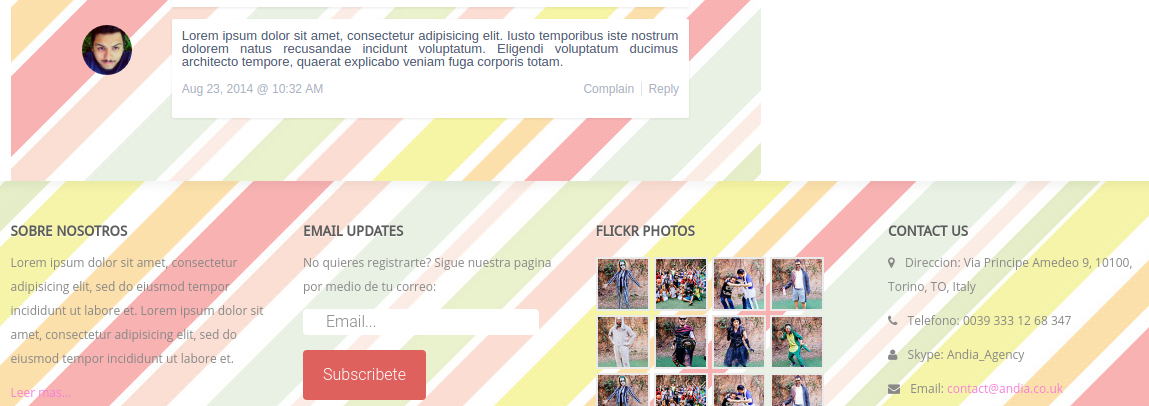 Lorem ipsum dolor sit amet, consectetur adipisicing elit. Iusto temporibus iste nostrum
dolorem natus recusandae incidunt voluptatum. Eligendi voluptatum ducimus
architecto tempore, quaerat explicabo veniam fuga corporis totam.
Aug 23, 2014 @ 10:32 AM
Complain
Reply
SOBRE NOSOTROS
Lorem ipsum dolor sit amet, consectetur
adipisicing elit, sed do eiusmod tempor
incididunt ut labore et. Lorem ipsum dolor sit
amet, consectetur adipisicing elit, sed do
eiusmod tempor incididunt ut labore et.
Leer mas...
EMAIL UPDATES
No quieres registrarte? Sigue nuestra pagina
por medio de tu correo:
Email...
Subscribete
FLICKR PHOTOS
CONTACT US
Direccion: Via Principe Amedeo 9, 10100,
Torino, TO, Italy
Telefono: 0039 333 12 68 347
Skype: Andia_Agency
Email: contact@andia.co.uk